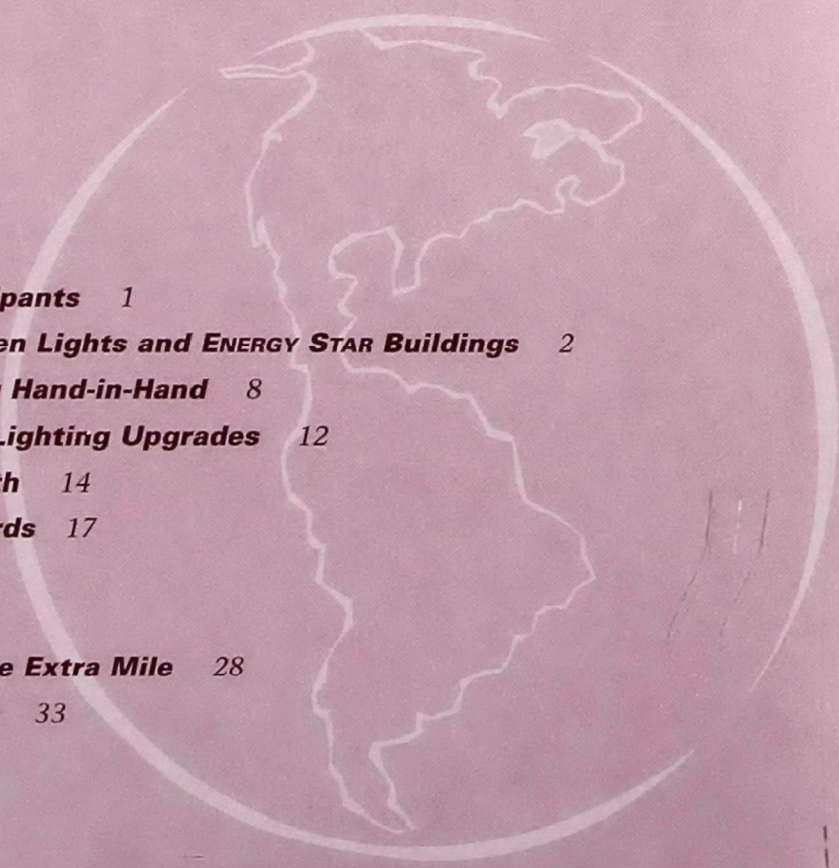 pants 1
en Lights and ENERGY STAR Buildings 2
Hand-in-Hand 8
Lighting Upgrades 12
th 14
rds 17
e Extra Mile 28
33